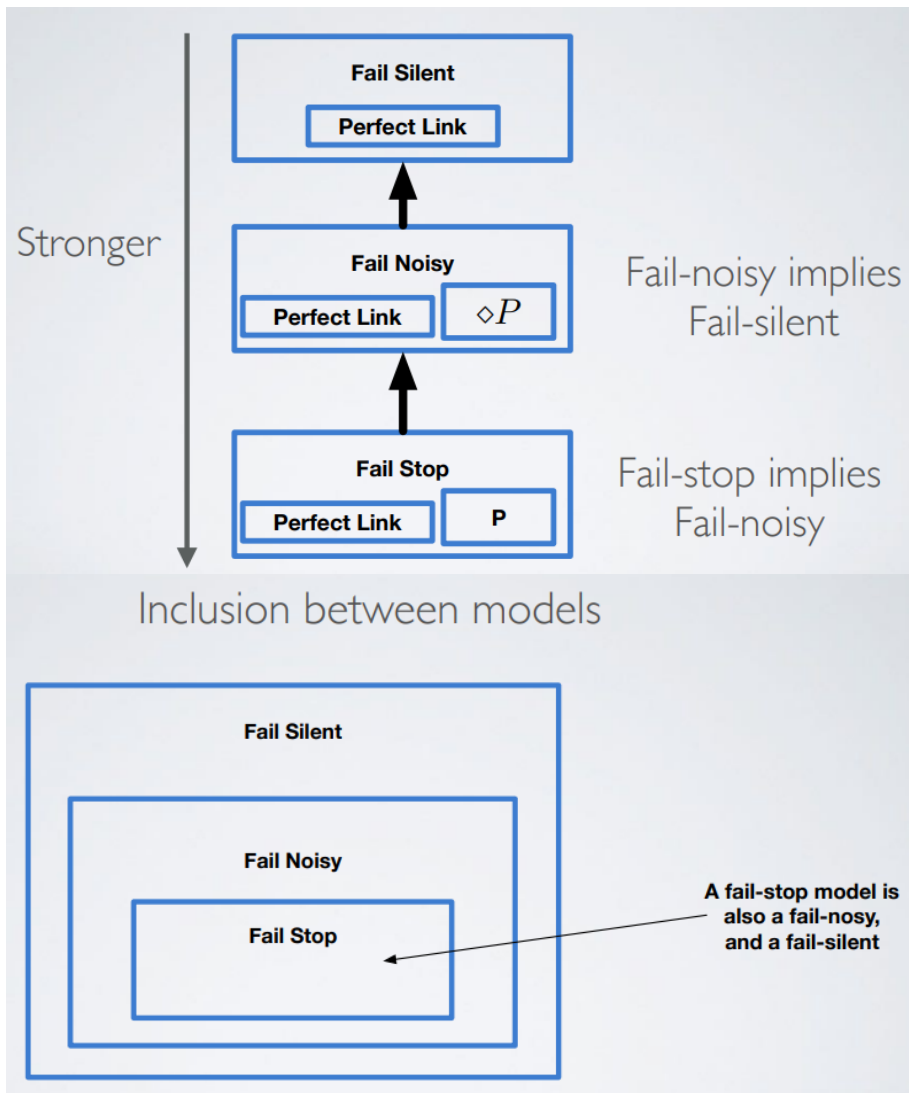 Fail Silent
Perfect Link
Stronger
Fail Noisy
Perfect Link
◇P
Fail-noisy implies
Fail-silent
Fail Stop
Perfect Link
P
Fail-stop implies
Fail-noisy
Inclusion between models
Fail Silent
Fail Noisy
Fail Stop
A fail-stop model is
also a fail-nosy,
and a fail-silent